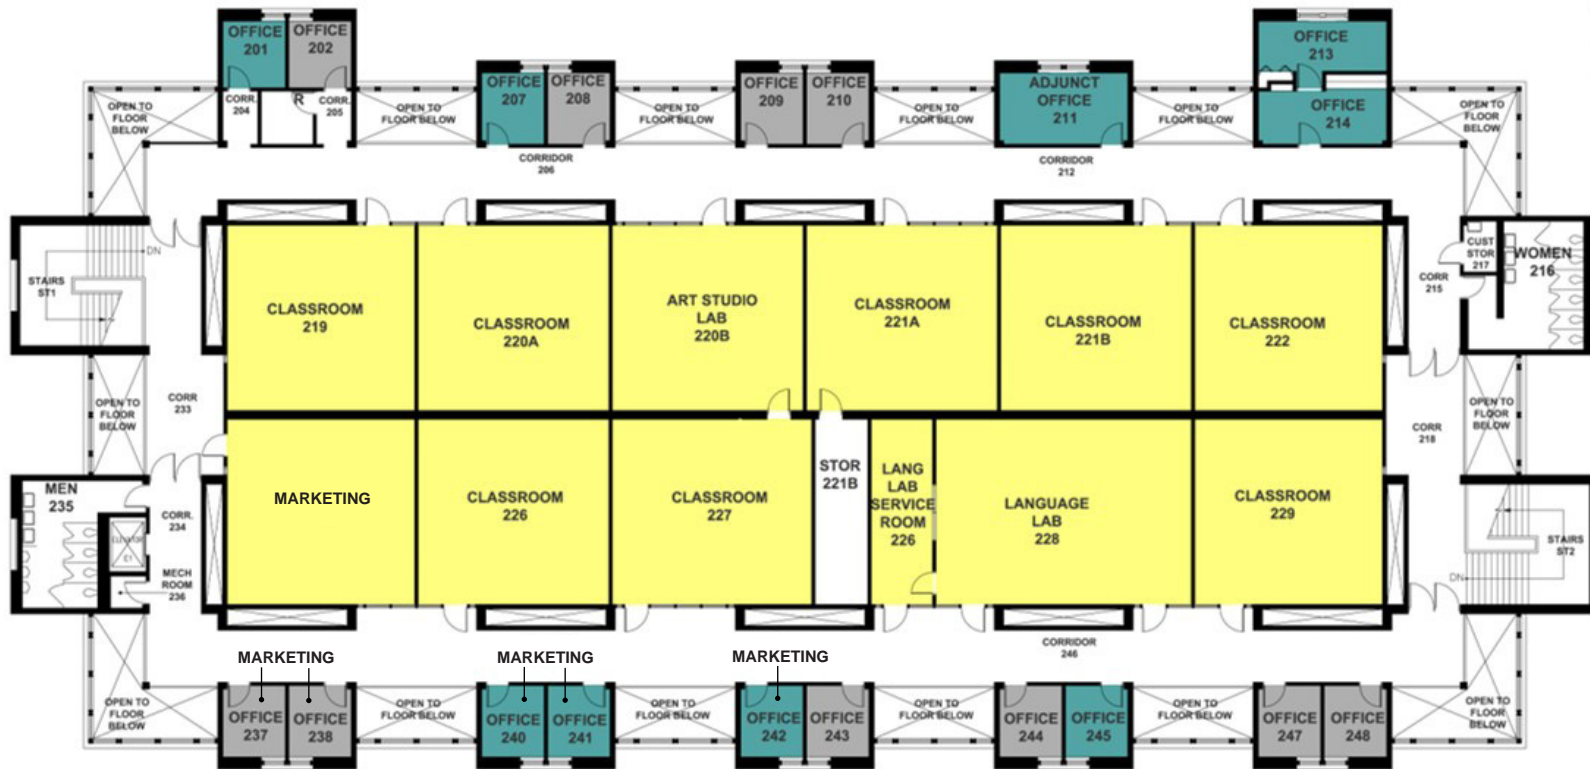 OFFICE
201
OFFICE
202
CORR.
204
R
CORR.
205
OPEN TO
FLOOR
BELOW
OPEN TO
FLOOR BELOW
OFFICE
207
OFFICE
208
OPEN TO
FLOOR BELOW
OFFICE
209
OFFICE
210
OPEN TO
FLOOR BELOW
ADJUNCT
OFFICE
211
OPEN TO
FLOOR BELOW
OFFICE
213
OFFICE
214
OPEN TO
FLOOR
BELOW
CORRIDOR
206
CORRIDOR
212
DN
STAIRS
ST1
CLASSROOM
219
CLASSROOM
220A
ART STUDIO
LAB
220B
CLASSROOM
221A
CLASSROOM
221B
CLASSROOM
222
CORR
215
CUST
STOR
217
WOMEN
216
CORR
233
OPEN TO
FLOOR
BELOW
OPEN TO
FLOOR
BELOW
CORR
218
MEN
235
CORR.
234
ELEVATOR
E1
MECH
ROOM
236
MARKETING
CLASSROOM
226
CLASSROOM
227
STOR
221B
LANG
LAB
SERVICE
ROOM
226
LANGUAGE
LAB
228
CLASSROOM
229
STAIRS
ST2
DN
MARKETING
MARKETING
MARKETING
CORRIDOR
246
OPEN TO
FLOOR
BELOW
OFFICE
237
OFFICE
238
OPEN TO
FLOOR BELOW
OFFICE
240
OFFICE
241
OPEN TO
FLOOR BELOW
OFFICE
242
OFFICE
243
OPEN TO
FLOOR BELOW
OFFICE
244
OFFICE
245
OPEN TO
FLOOR BELOW
OFFICE
247
OFFICE
248
OPEN TO
FLOOR
BELOW